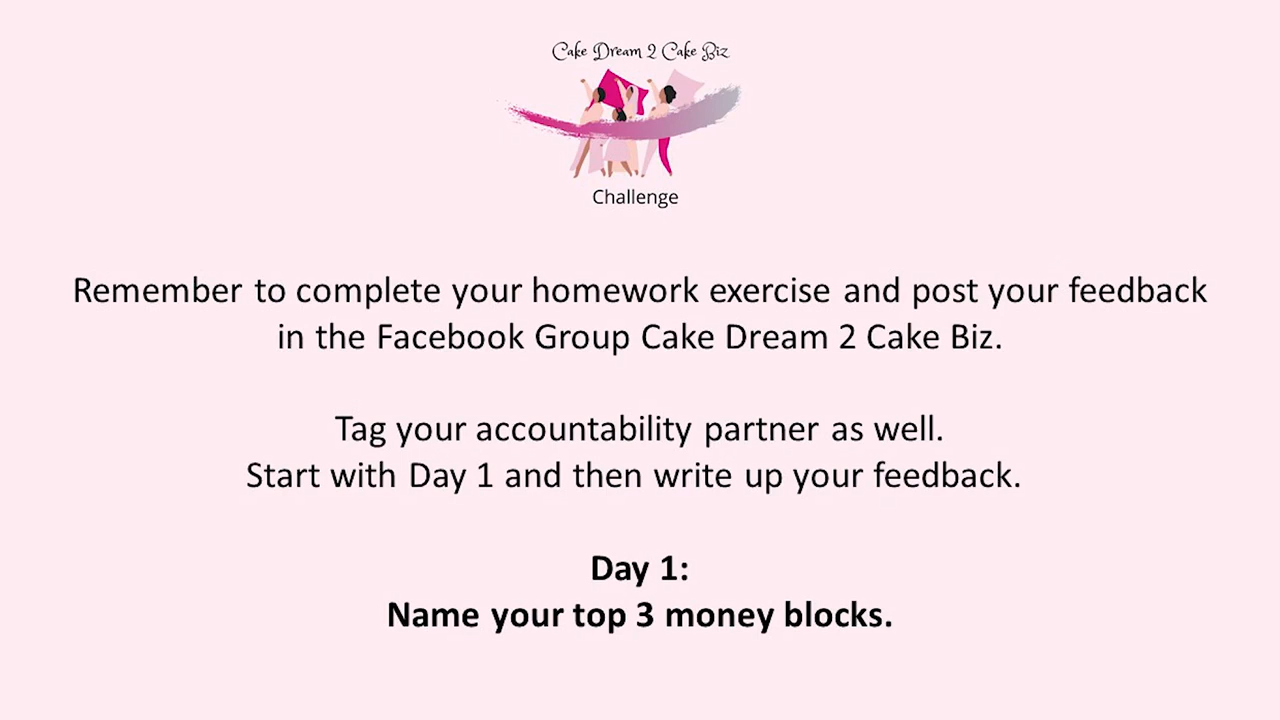 Cake Dream 2 Cake Biz
Challenge
Remember to complete your homework exercise and post your feedback
in the Facebook Group Cake Dream 2 Cake Biz.
Tag your accountability partner as well.
Start with Day 1 and then write up your feedback.
Day 1:
Name your top 3 money blocks.